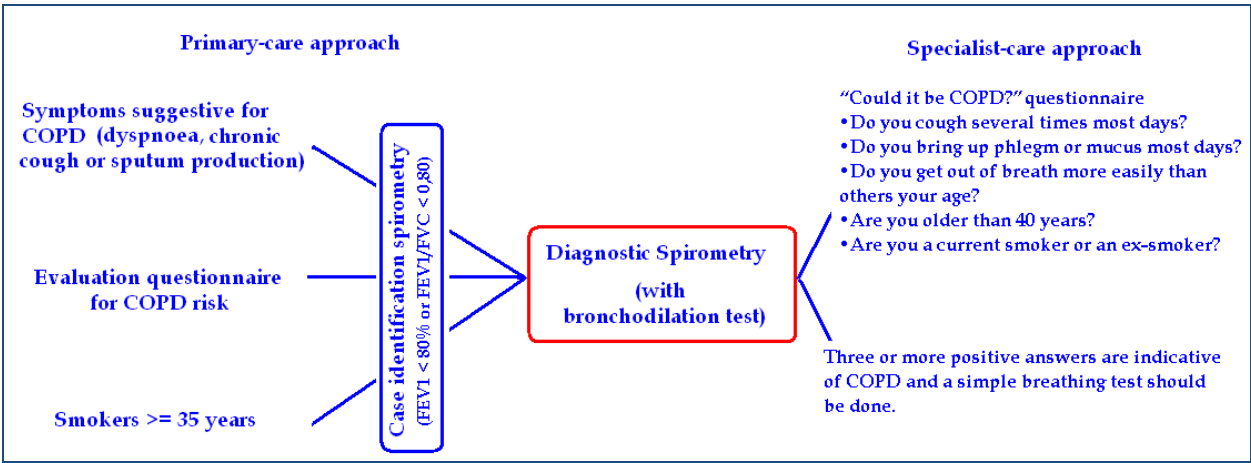 Primary-care approach
Symptoms suggestive for
COPD (dyspnoea, chronic
cough or sputum production)
Evaluation questionnaire
for COPD risk
Smokers >= 35 years
Case identification spirometry
(FEV1 < 80% or FEV1/FVC < 0,80)
Diagnostic Spirometry
(with
bronchodilation test)
Specialist-care approach
“Could it be COPD?” questionnaire
•Do you cough several times most days?
•Do you bring up phlegm or mucus most days?
•Do you get out of breath more easily than
others your age?
•Are you older than 40 years?
•Are you a current smoker or an ex-smoker?
Three or more positive answers are indicative
of COPD and a simple breathing test should
be done.